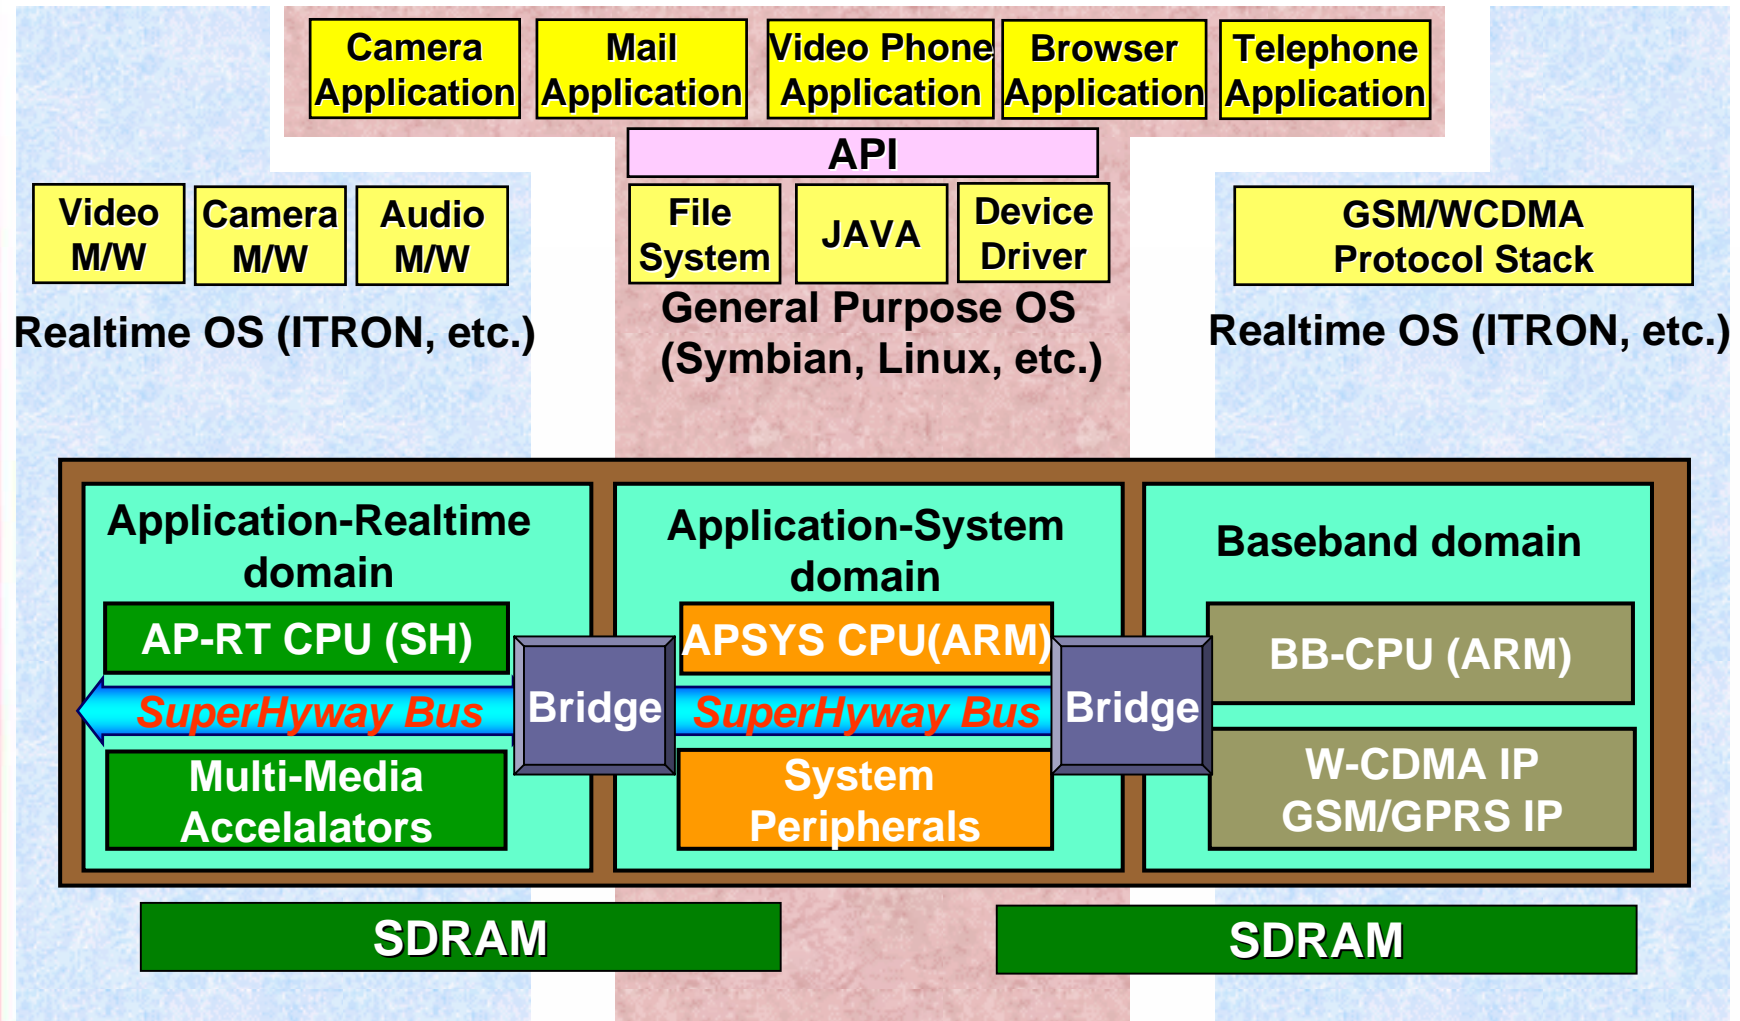 Camera
Application
Mail
Application
Video Phone
Application
Browser
Application
Telephone
Application
API
Video
M/W
Camera
M/W
Audio
M/W
File
System
JAVA
Device
Driver
GSM/WCDMA
Protocol Stack
Realtime OS (ITRON, etc.)
General Purpose OS
(Symbian, Linux, etc.)
Realtime OS (ITRON, etc.)
Application-Realtime
domain
AP-RT CPU (SH)
SuperHyway Bus
Multi-Media
Accelalators
Bridge
Application-System
domain
APSYS CPU(ARM)
SuperHyway Bus
System
Peripherals
Bridge
Baseband domain
BB-CPU (ARM)
W-CDMA IP
GSM/GPRS IP
SDRAM
SDRAM